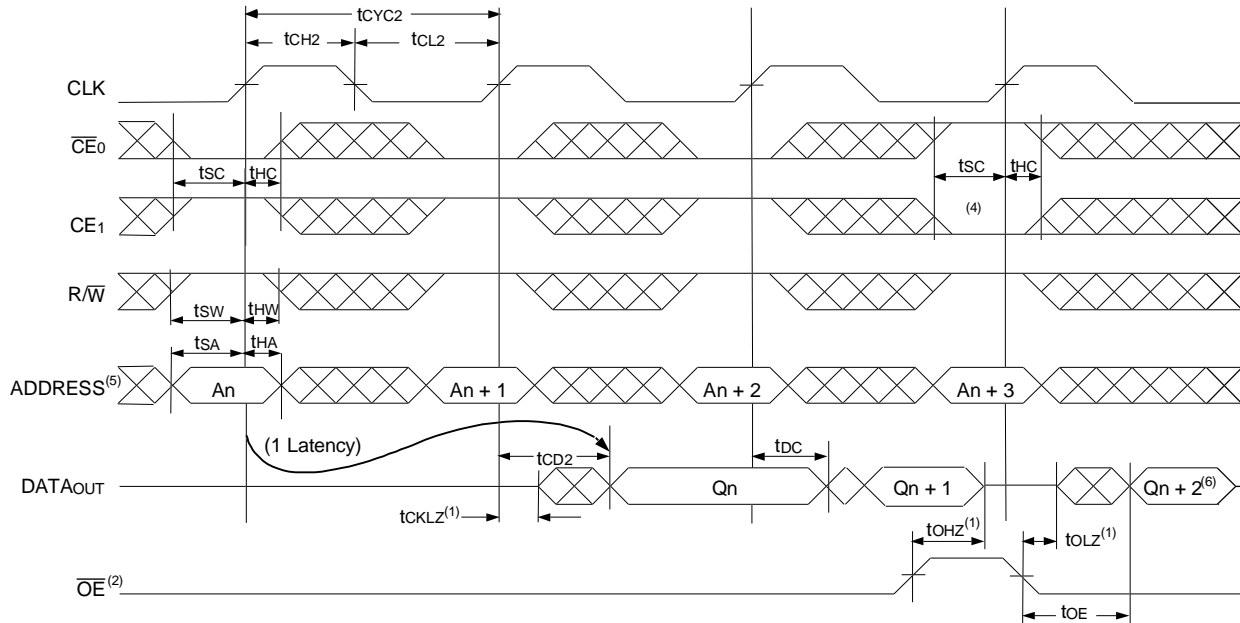 tCYC2
tCH2 tCL2
CLK
CE0
tSC tHC tSC tHC
CE1 (4)
R/W
tSW tHW
tSA tHA
ADDRESS(5) An An + 1 An + 2 An + 3
(1 Latency)
tCD2 tDC
DATAOUT Qn Qn + 1 Qn + 2(6)
tCKLZ(1)
tOHZ(1) tOLZ(1)
OE(2)
tOE